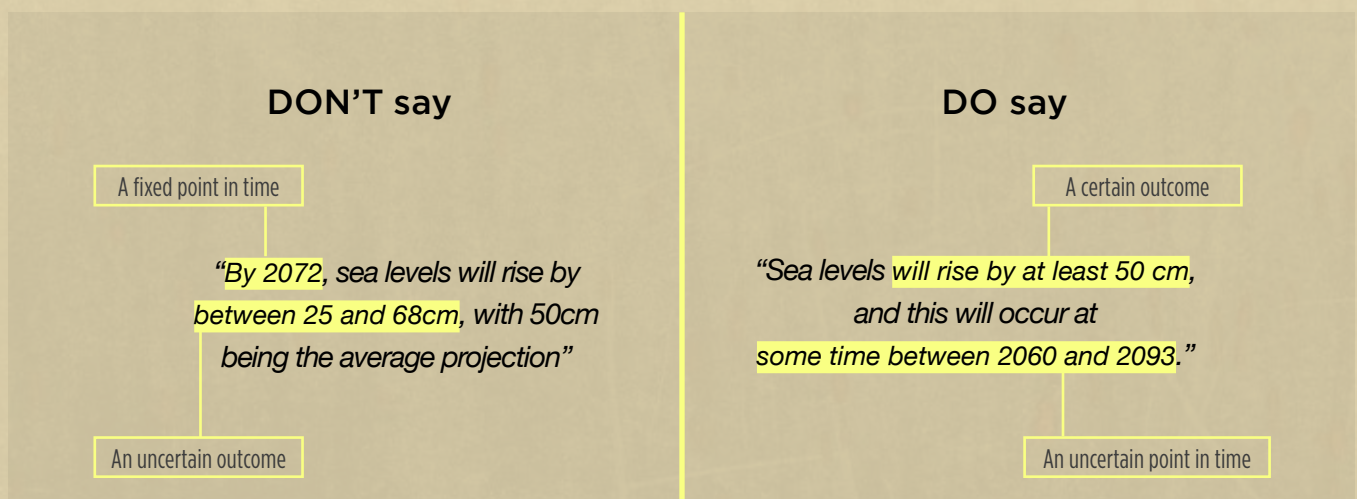 DON'T say
A fixed point in time
“By 2072, sea levels will rise by
between 25 and 68cm, with 50cm
being the average projection”
An uncertain outcome
DO say
A certain outcome
“Sea levels will rise by at least 50 cm,
and this will occur at
some time between 2060 and 2093.”
An uncertain point in time